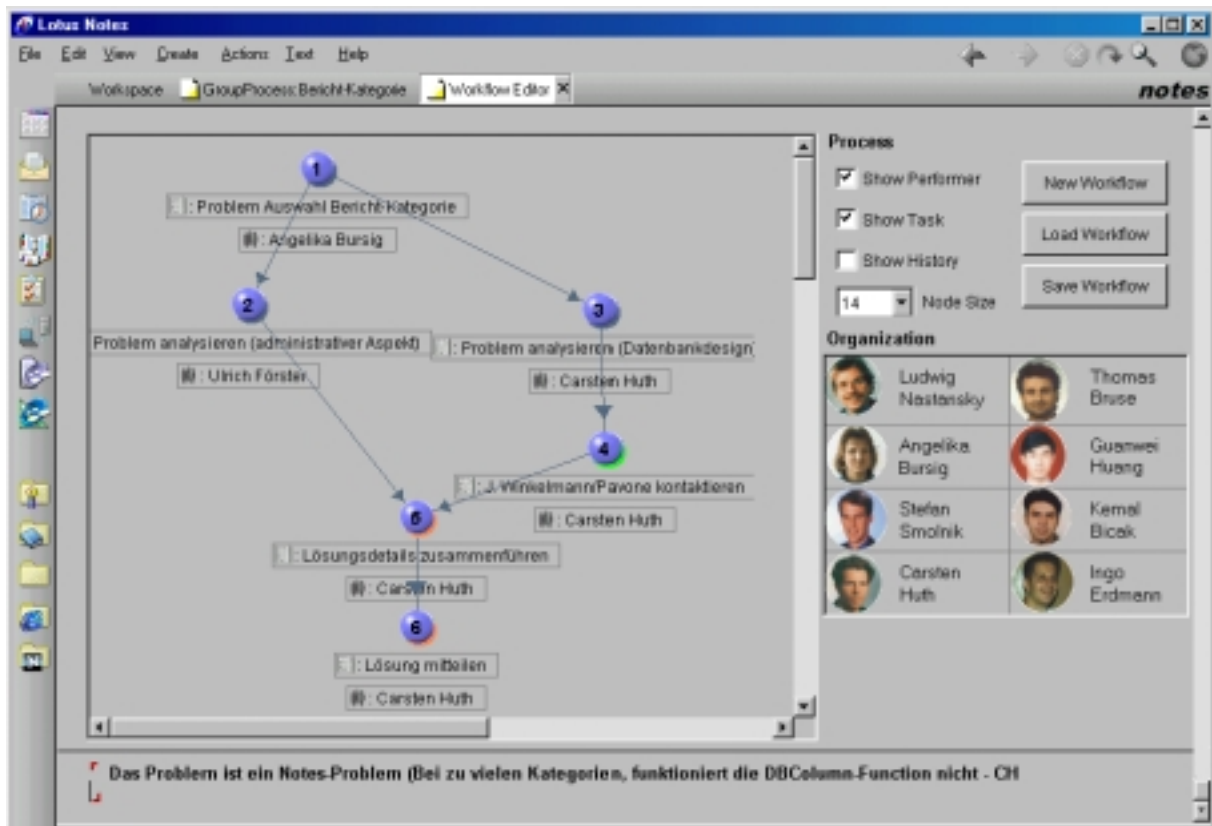 Lotus Notes
File Edit View Create Actions Text Help
Workspace GroupProcess: Bericht-Kategorie Workflow Editor
notes
1
: Problem Auswahl Bericht-Kategorie
: Angelika Bursig
2
Problem analysieren (administrativer Aspekt)
: Ulrich Förster
3
: Problem analysieren (Datenbankdesign)
: Carsten Huth
4
: J. Winkelmann/Pavone kontaktieren
: Carsten Huth
5
: Lösungsdetails zusammenführen
: Carsten Huth
6
: Lösung mitteilen
: Carsten Huth
Process
Show Performer
Show Task
Show History
14 Node Size
New Workflow
Load Workflow
Save Workflow
Organization
Ludwig
Nastansky
Thomas
Bruse
Angelika
Bursig
Guanwei
Huang
Stefan
Smolnik
Kemal
Bicak
Carsten
Huth
Ingo
Erdmann
Das Problem ist ein Notes-Problem (Bei zu vielen Kategorien, funktioniert die DBColumn-Function nicht - CH